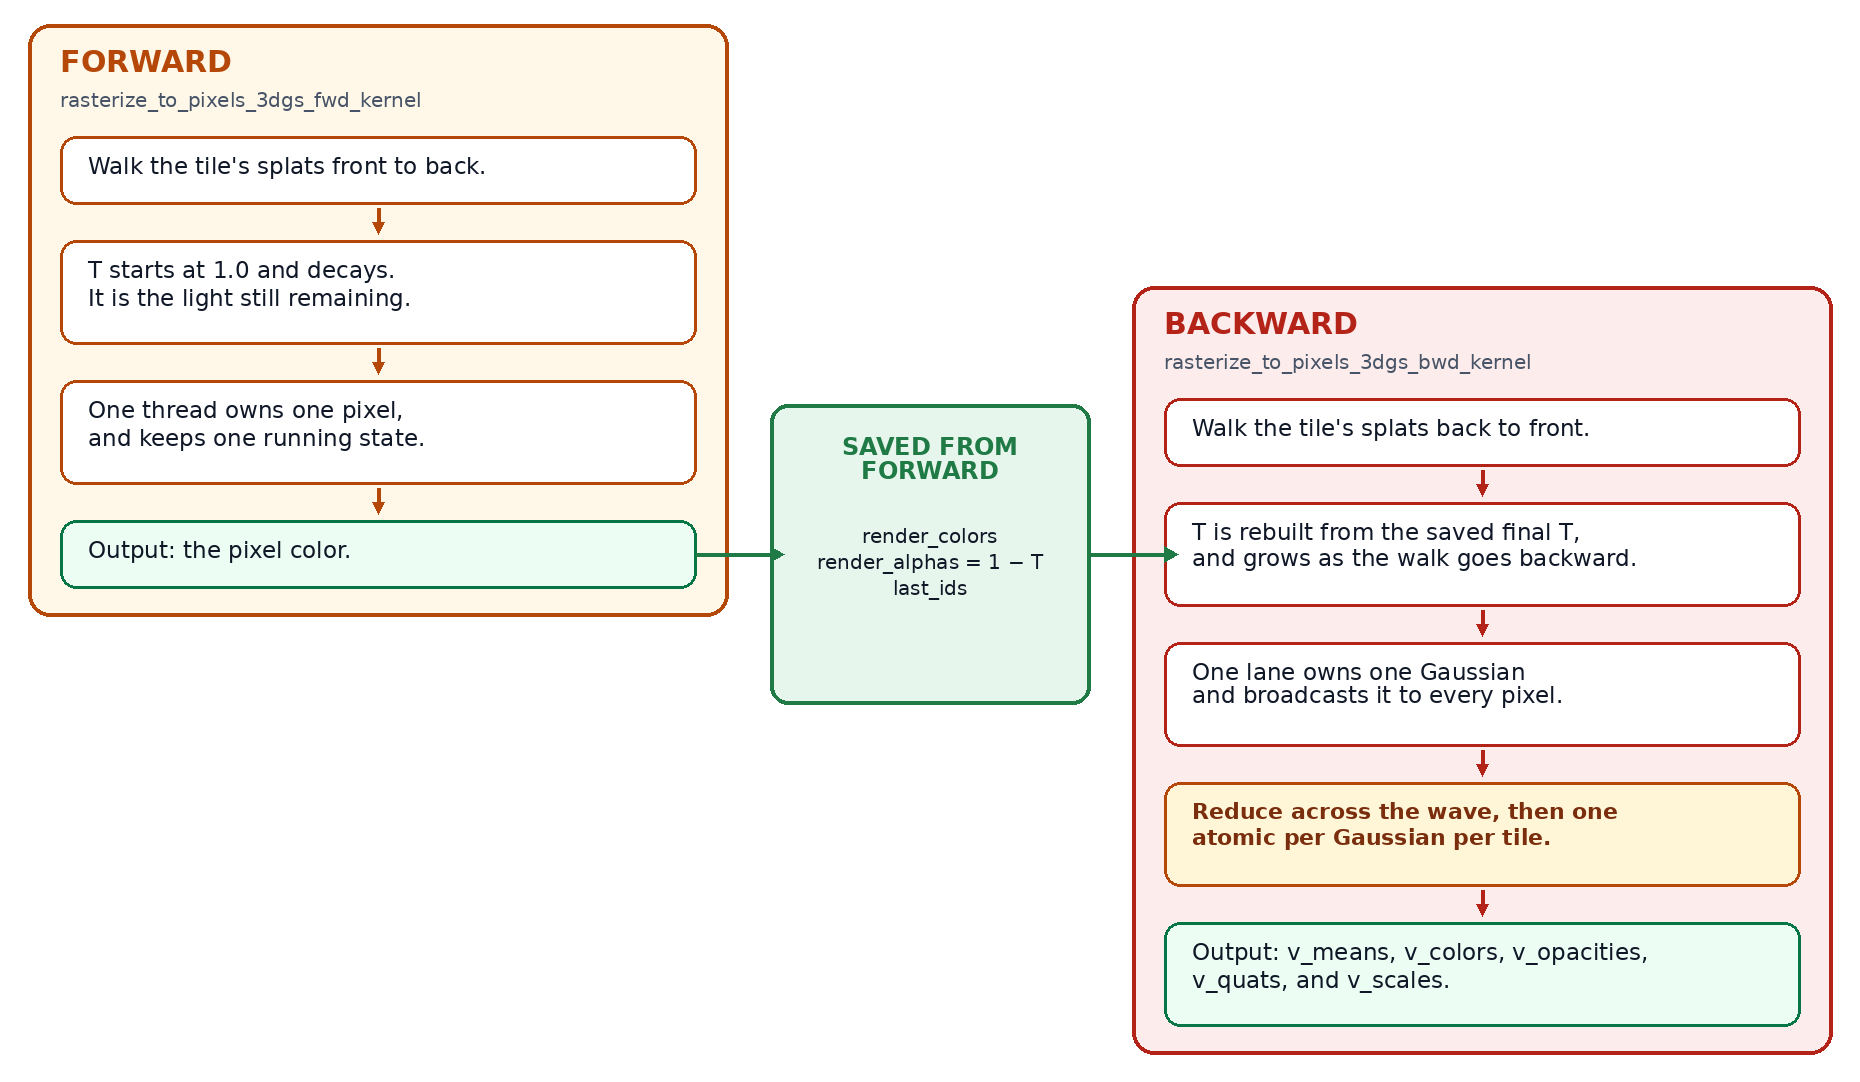 FORWARD
rasterize_to_pixels_3dgs_fwd_kernel
Walk the tile's splats front to back.
T starts at 1.0 and decays.
It is the light still remaining.
One thread owns one pixel,
and keeps one running state.
Output: the pixel color.
SAVED FROM
FORWARD
render_colors
render_alphas = 1 − T
last_ids
BACKWARD
rasterize_to_pixels_3dgs_bwd_kernel
Walk the tile's splats back to front.
T is rebuilt from the saved final T,
and grows as the walk goes backward.
One lane owns one Gaussian
and broadcasts it to every pixel.
Reduce across the wave, then one
atomic per Gaussian per tile.
Output: v_means, v_colors, v_opacities,
v_quats, and v_scales.